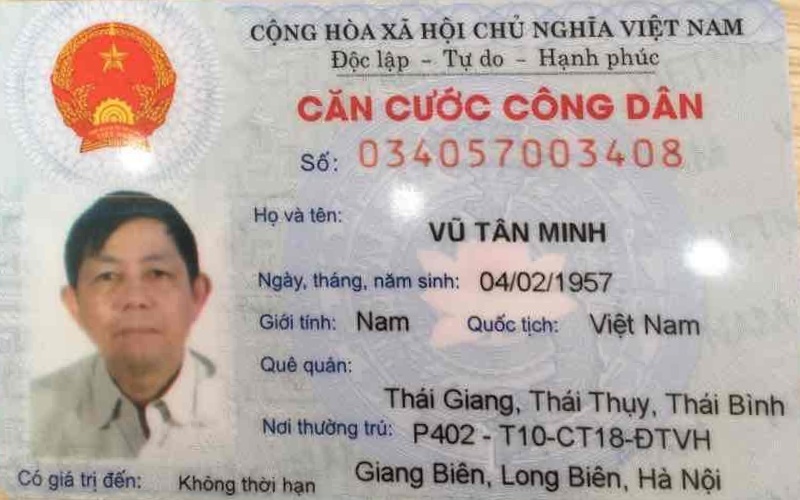 CỘNG HÒA XÃ HỘI CHỦ NGHĨA VIỆT NAM
Độc lập - Tự do - Hạnh phúc
CĂN CƯỚC CÔNG DÂN
Số: 034057003408
Họ và tên: VŨ TÂN MINH
Ngày, tháng, năm sinh: 04/02/1957
Giới tính: Nam Quốc tịch: Việt Nam
Quê quán:
Thái Giang, Thái Thụy, Thái Bình
Nơi thường trú: P402 - T10-CT18-ĐTVH
Giang Biên, Long Biên, Hà Nội
Có giá trị đến: Không thời hạn